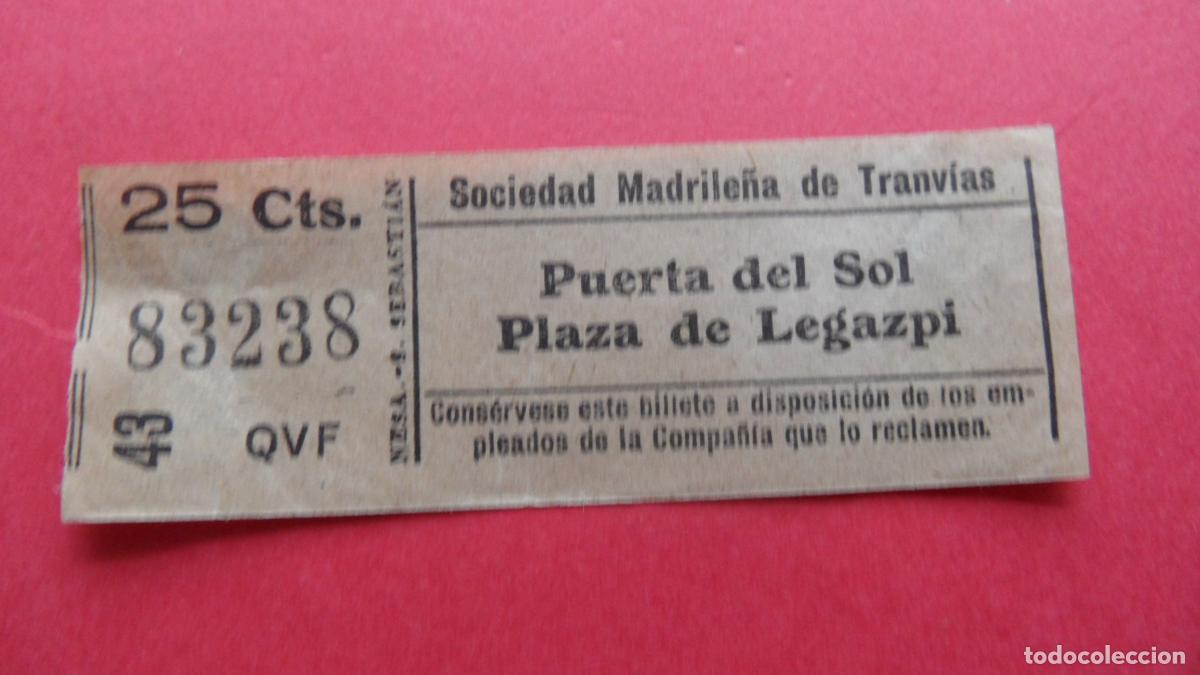 25 Cts.
83238
43
QVF
NESA.-S. SEBASTIÁN
Sociedad Madrileña de Tranvías
Puerta del Sol
Plaza de Legazpi
Consérvese este billete a disposición de los em-
pleados de la Compañía que lo reclamen.
todocoleccion